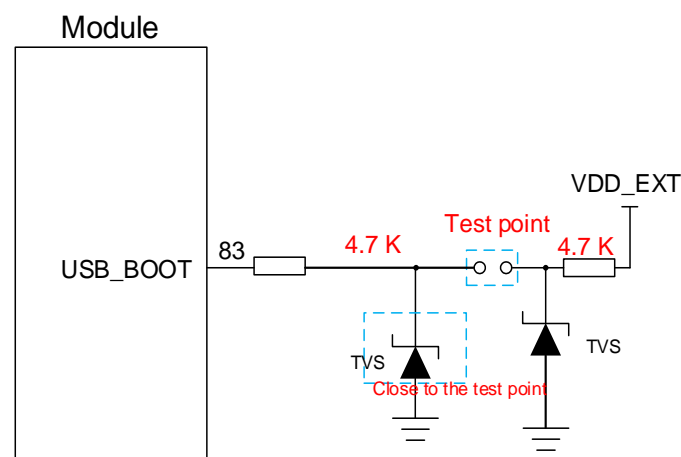 Module
VDD_EXT
Test point
83
4.7 K
4.7 K
USB_BOOT
TVS
TVS
Close to the test point